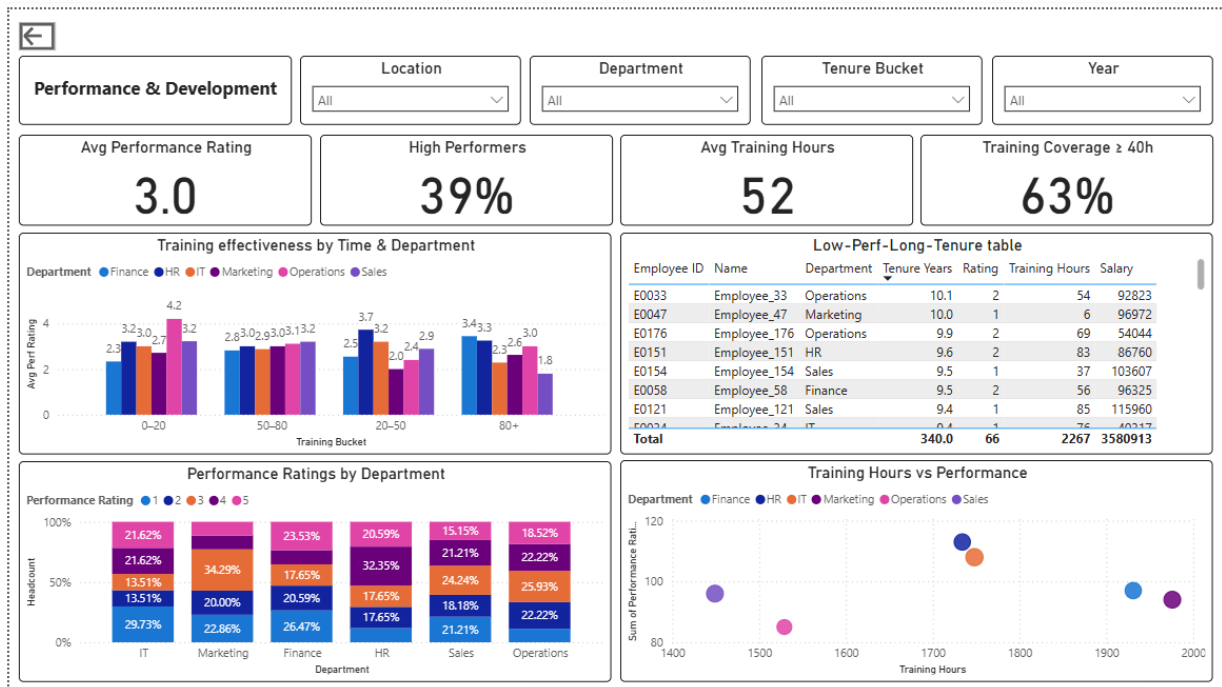 Performance & Development
Location
All
Department
All
Tenure Bucket
All
Year
All
Avg Performance Rating
3.0
High Performers
39%
Avg Training Hours
52
Training Coverage ≥ 40h
63%
Training effectiveness by Time & Department
Department Finance HR IT Marketing Operations Sales
Avg Perf Rating
4
2
0
2.3 3.2 3.0 2.7 4.2 3.2
2.8 3.0 2.9 3.0 3.1 3.2
2.5 3.7 3.2 2.0 2.4 2.9
3.4 3.3 2.3 2.6 3.0 1.8
0–20 50–80 20–50 80+
Training Bucket
Low-Perf-Long-Tenure table
Employee ID Name Department Tenure Years Rating Training Hours Salary
E0033 Employee_33 Operations 10.1 2 54 92823
E0047 Employee_47 Marketing 10.0 1 6 96972
E0176 Employee_176 Operations 9.9 2 69 54044
E0151 Employee_151 HR 9.6 2 83 86760
E0154 Employee_154 Sales 9.5 1 37 103607
E0058 Employee_58 Finance 9.5 2 56 96325
E0121 Employee_121 Sales 9.4 1 85 115960
Total 340.0 66 2267 3580913
Performance Ratings by Department
Performance Rating 1 2 3 4 5
Headcount
100%
50%
0%
21.62% 23.53% 20.59% 15.15% 18.52%
21.62% 32.35% 21.21% 22.22%
13.51% 34.29% 17.65% 17.65% 24.24% 25.93%
13.51% 20.00% 20.59% 17.65% 18.18% 22.22%
29.73% 22.86% 26.47% 21.21%
IT Marketing Finance HR Sales Operations
Department
Training Hours vs Performance
Department Finance HR IT Marketing Operations Sales
Sum of Performance Rati...
120
100
80
1400 1500 1600 1700 1800 1900 2000
Training Hours